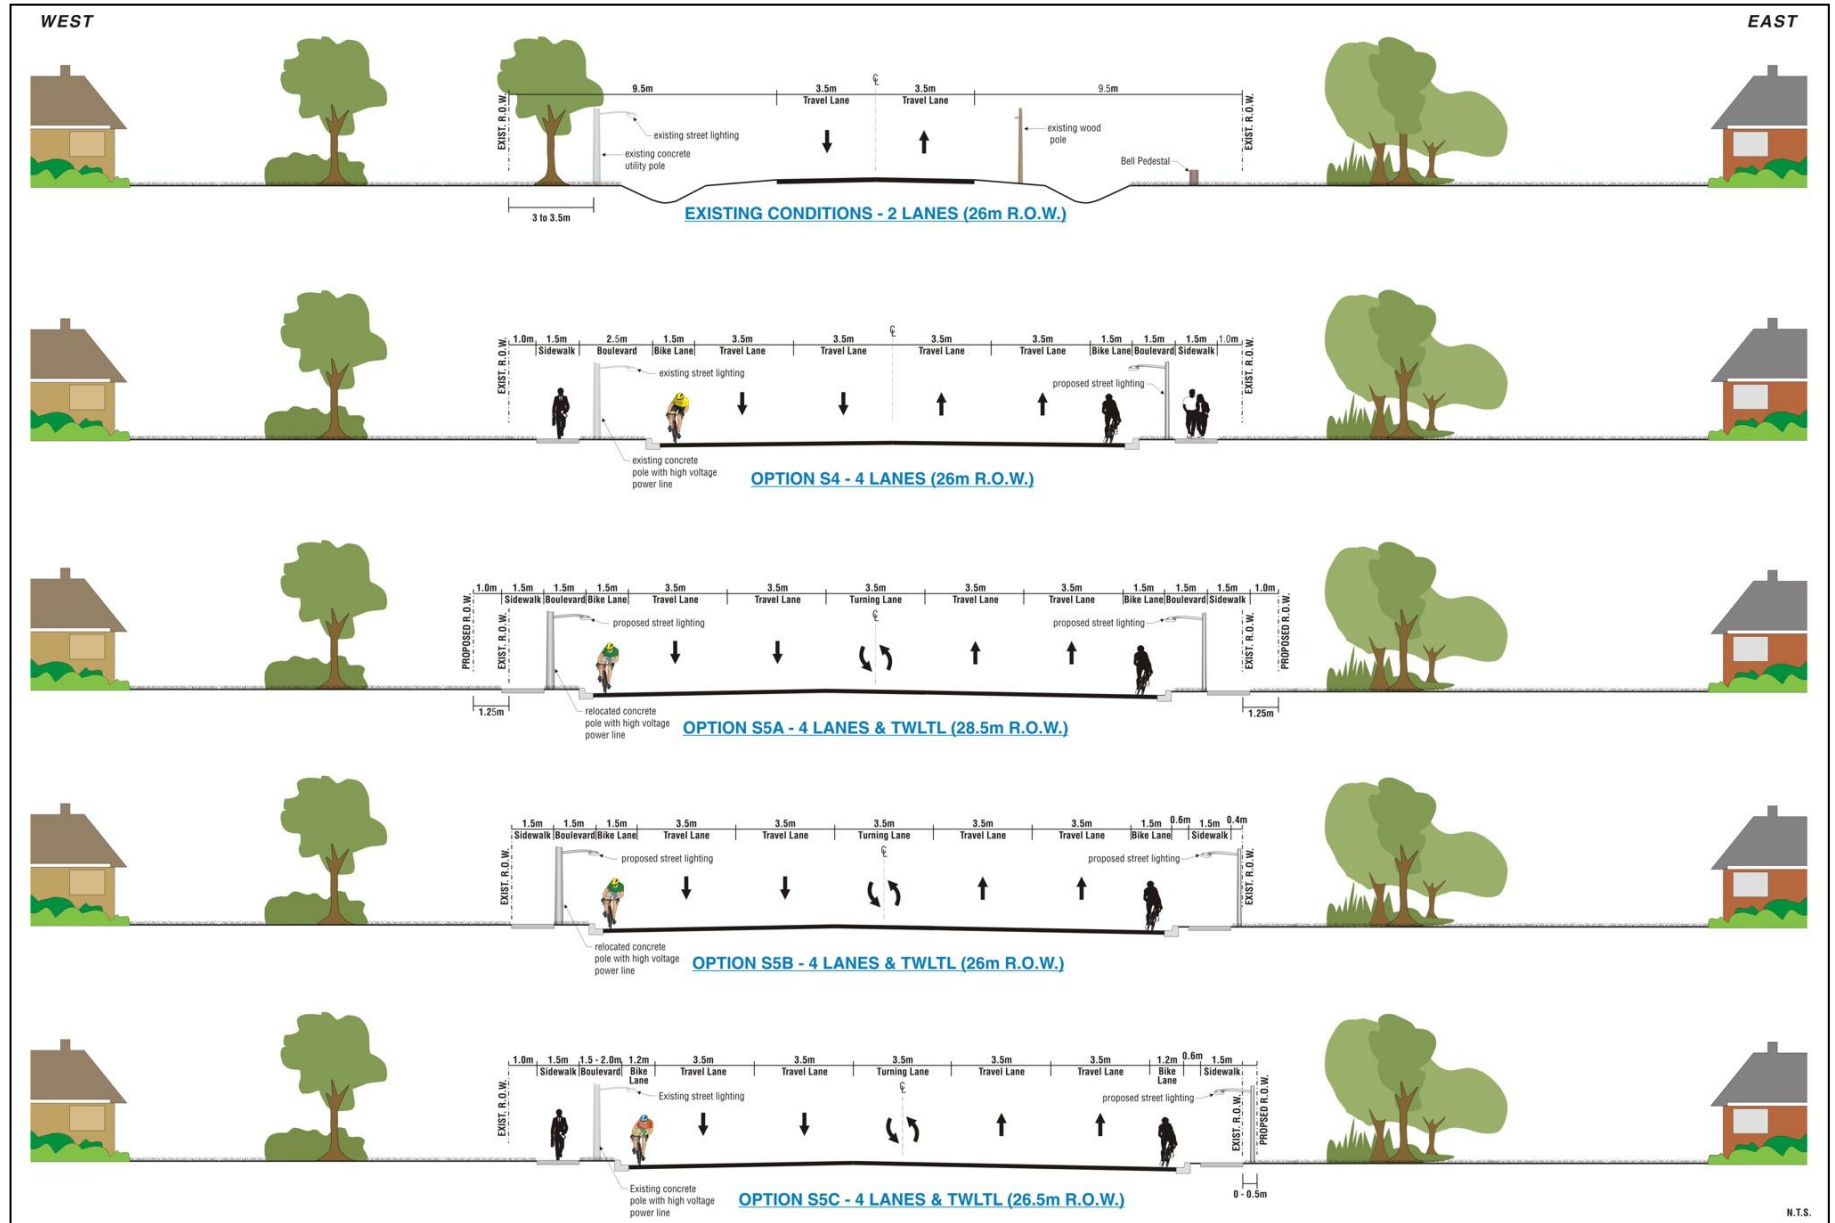 WEST
EAST
9.5m 3.5m ℄ 3.5m 9.5m
Travel Lane Travel Lane
EXIST. R.O.W.
EXIST. R.O.W.
existing street lighting
existing concrete
utility pole
existing wood
pole
Bell Pedestal
3 to 3.5m
EXISTING CONDITIONS - 2 LANES (26m R.O.W.)
℄
1.0m 1.5m 2.5m 1.5m 3.5m 3.5m 3.5m 3.5m 1.5m 1.5m 1.5m 1.0m
Sidewalk Boulevard Bike Lane Travel Lane Travel Lane Travel Lane Travel Lane Bike Lane Boulevard Sidewalk
EXIST. R.O.W.
EXIST. R.O.W.
existing street lighting
proposed street lighting
existing concrete
pole with high voltage
power line
OPTION S4 - 4 LANES (26m R.O.W.)
1.0m 1.5m 1.5m 1.5m 3.5m 3.5m 3.5m 3.5m 3.5m 1.5m 1.5m 1.5m 1.0m
Sidewalk Boulevard Bike Lane Travel Lane Travel Lane Turning Lane Travel Lane Travel Lane Bike Lane Boulevard Sidewalk
℄
PROPOSED R.O.W.
EXIST. R.O.W.
EXIST. R.O.W.
PROPOSED R.O.W.
proposed street lighting
proposed street lighting
1.25m
1.25m
relocated concrete
pole with high voltage
power line
OPTION S5A - 4 LANES & TWLTL (28.5m R.O.W.)
1.5m 1.5m 1.5m 3.5m 3.5m 3.5m 3.5m 3.5m 1.5m 0.6m 1.5m 0.4m
Sidewalk Boulevard Bike Lane Travel Lane Travel Lane Turning Lane Travel Lane Travel Lane Bike Lane Sidewalk
℄
EXIST. R.O.W.
EXIST. R.O.W.
proposed street lighting
proposed street lighting
relocated concrete
pole with high voltage
power line
OPTION S5B - 4 LANES & TWLTL (26m R.O.W.)
1.0m 1.5m 1.5 - 2.0m 1.2m 3.5m 3.5m 3.5m 3.5m 3.5m 1.2m 0.6m 1.5m
Sidewalk Boulevard Bike Lane Travel Lane Travel Lane Turning Lane Travel Lane Travel Lane Bike Lane Sidewalk
℄
EXIST. R.O.W.
EXIST. R.O.W.
PROPOSED R.O.W.
Existing street lighting
proposed street lighting
Existing concrete
pole with high voltage
power line
0 - 0.5m
OPTION S5C - 4 LANES & TWLTL (26.5m R.O.W.)
N.T.S.